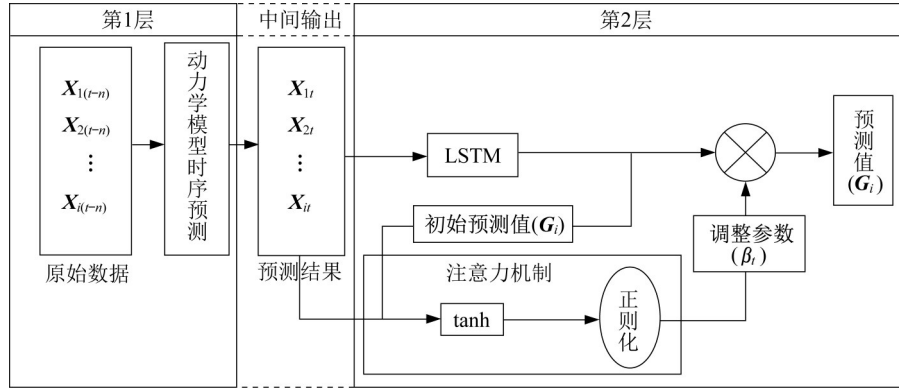 第1层
中间输出
第2层
X1(t−n)
X2(t−n)
⋮
Xi(t−n)
原始数据
动力学模型时序预测
X1t
X2t
⋮
Xit
预测结果
LSTM
初始预测值(Gi)
注意力机制
tanh
正则化
调整参数
(βt)
预测值
(Gi)